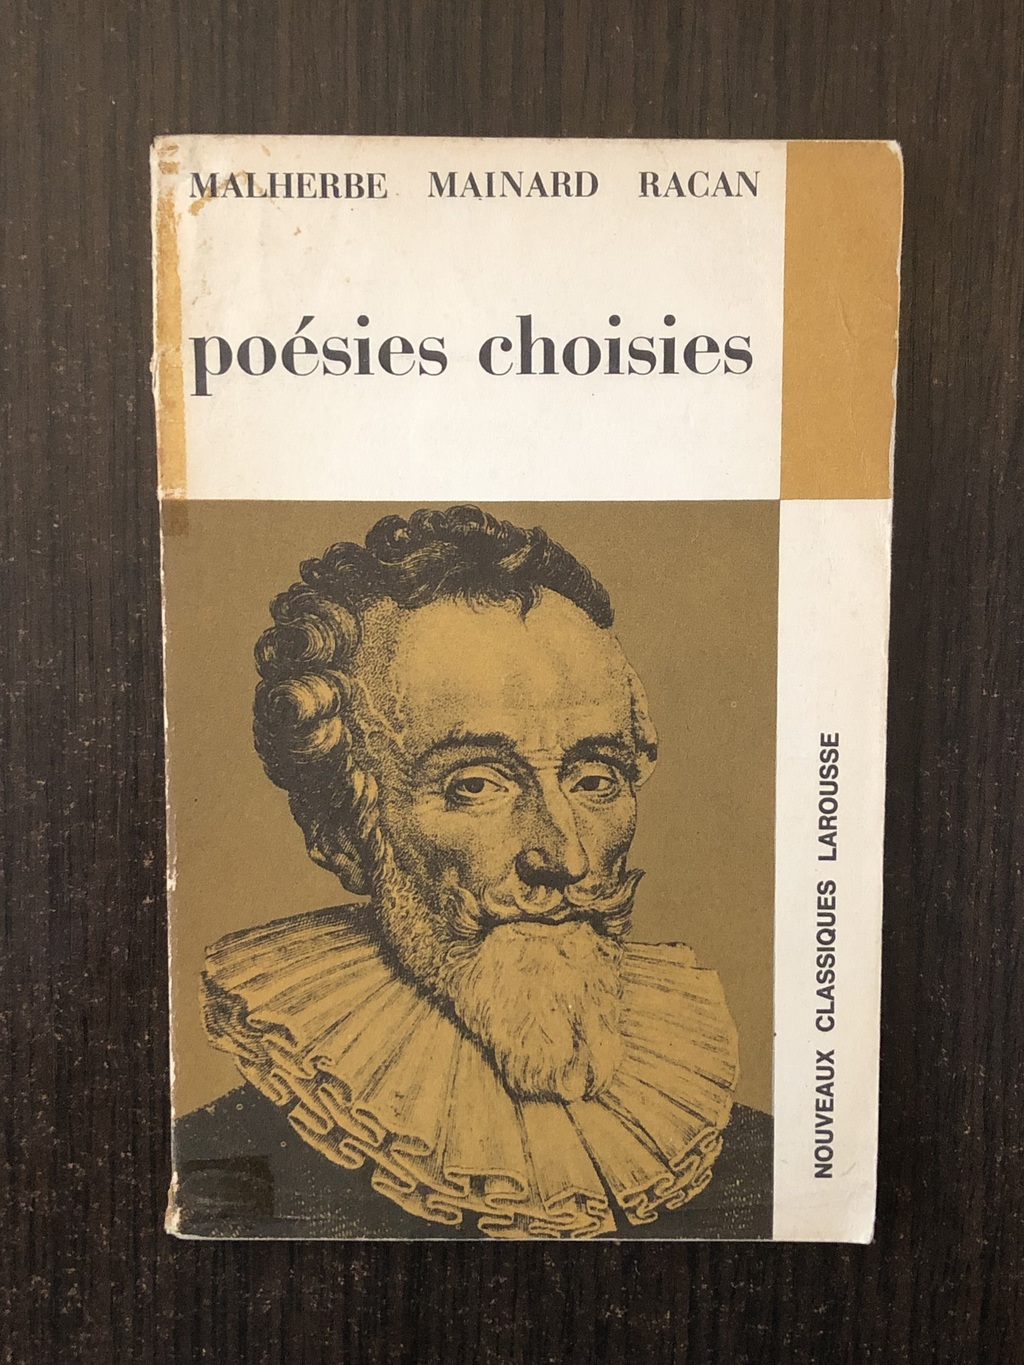 MALHERBE MAINARD RACAN
poésies choisies
NOUVEAUX CLASSIQUES LAROUSSE